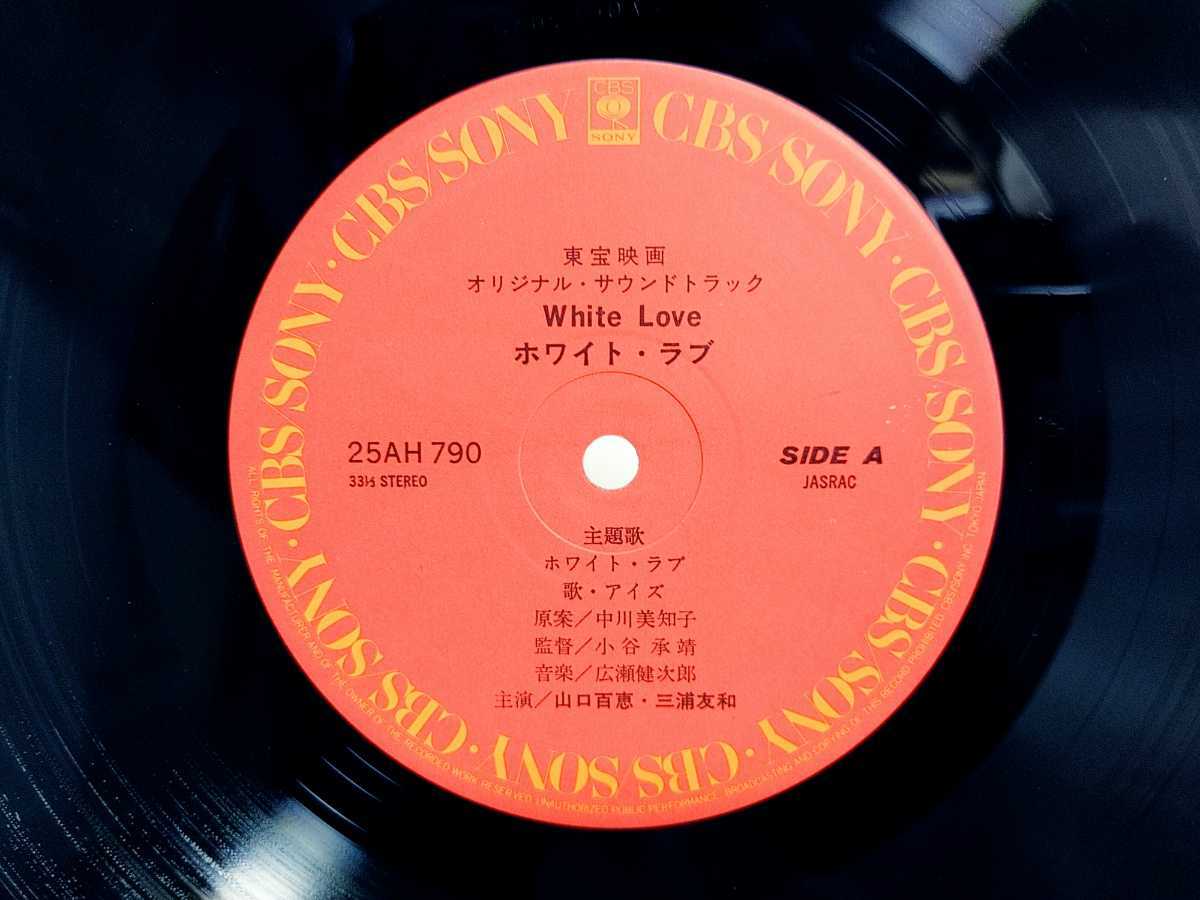 CBS
SONY
CBS/SONY · CBS/SONY · CBS/SONY · CBS/SONY · CBS/SONY · CBS/SONY · CBS/SONY · CBS/SONY
東宝映画
オリジナル・サウンドトラック
White Love
ホワイト・ラブ
25AH 790
33⅓ STEREO
SIDE A
JASRAC
主題歌
ホワイト・ラブ
歌・アイズ
原案/中川美知子
監督/小谷承靖
音楽/広瀬健次郎
主演/山口百恵・三浦友和
ALL RIGHTS OF THE MANUFACTURER AND OF THE OWNER OF THE RECORDED WORK RESERVED. UNAUTHORIZED PUBLIC PERFORMANCE, BROADCASTING AND COPYING OF THIS RECORD PROHIBITED. CBS/SONY INC. TOKYO JAPAN